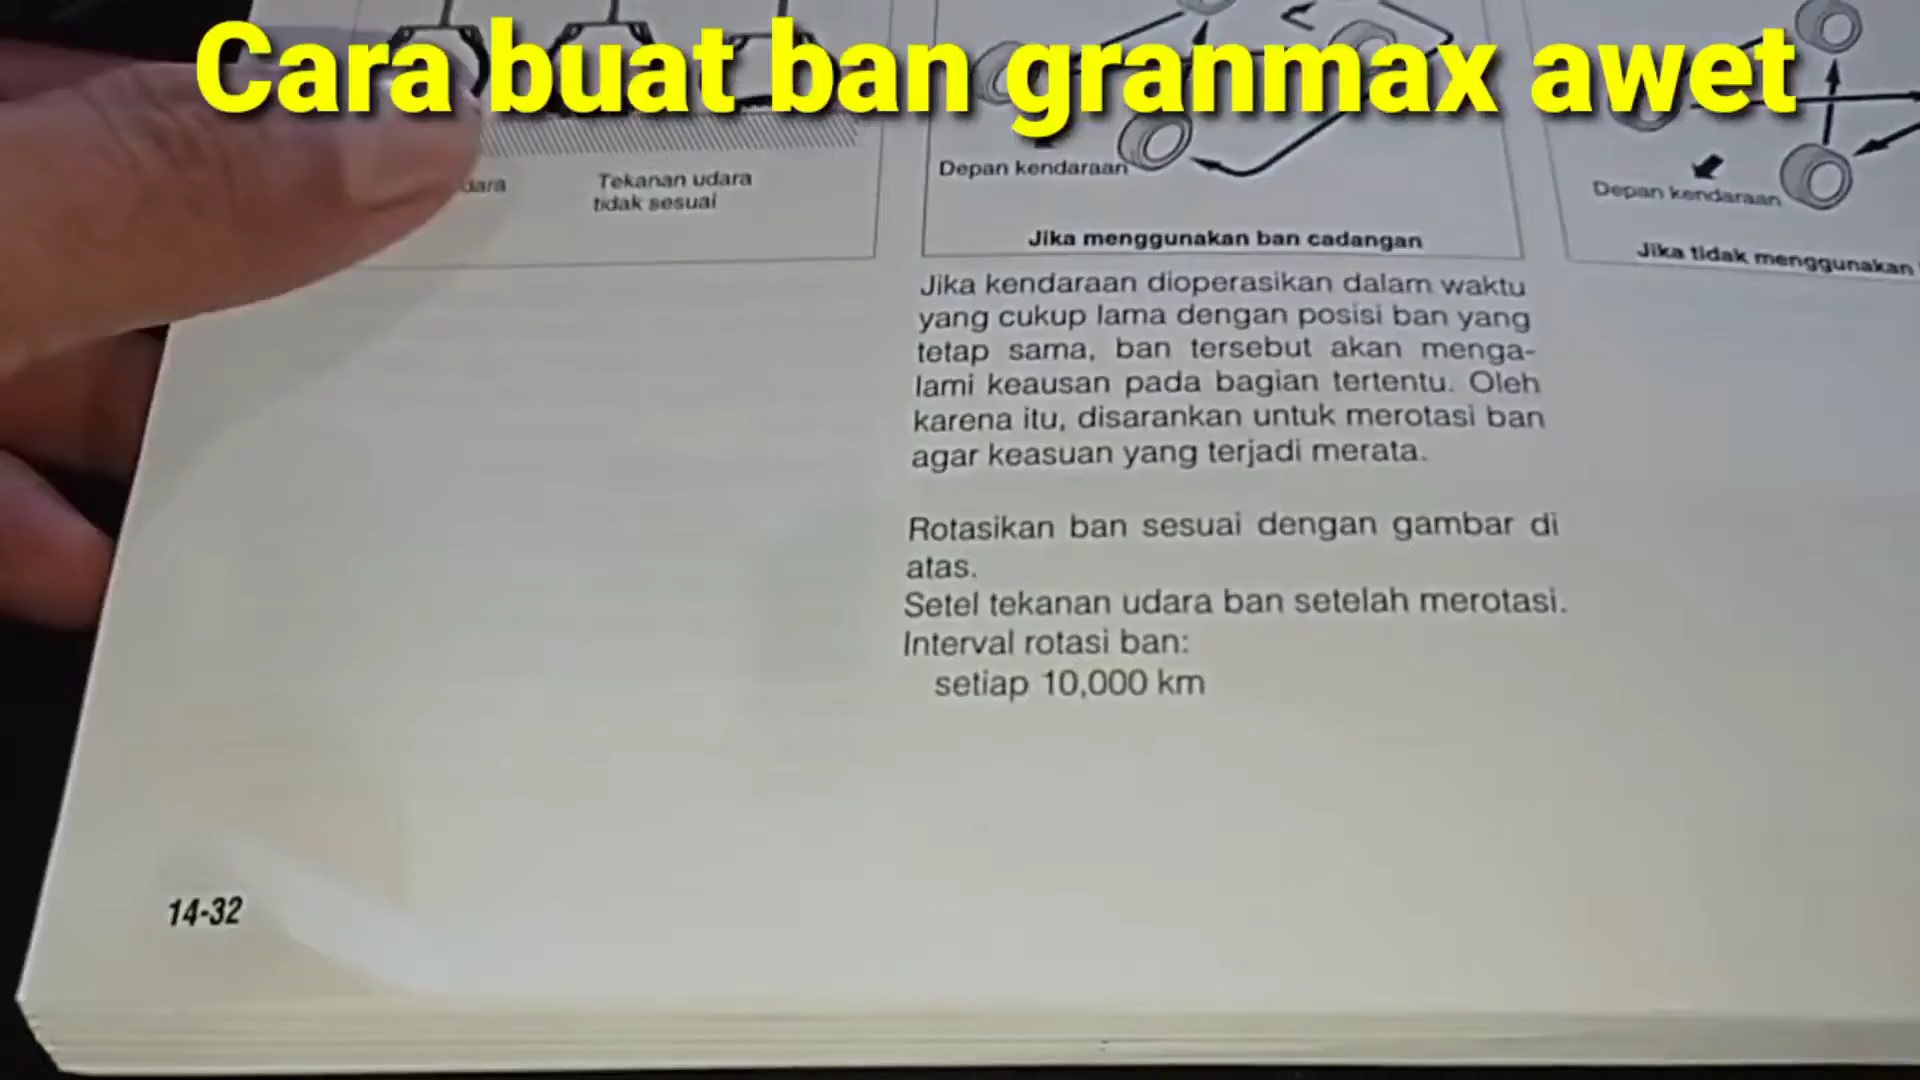 Cara buat ban granmax awet
Tekanan udara
tidak sesuai
Depan kendaraan
Jika menggunakan ban cadangan
Depan kendaraan
Jika tidak menggunakan
Jika kendaraan dioperasikan dalam waktu
yang cukup lama dengan posisi ban yang
tetap sama, ban tersebut akan menga-
lami keausan pada bagian tertentu. Oleh
karena itu, disarankan untuk merotasi ban
agar keasuan yang terjadi merata.
Rotasikan ban sesuai dengan gambar di
atas.
Setel tekanan udara ban setelah merotasi.
Interval rotasi ban:
setiap 10,000 km
14-32